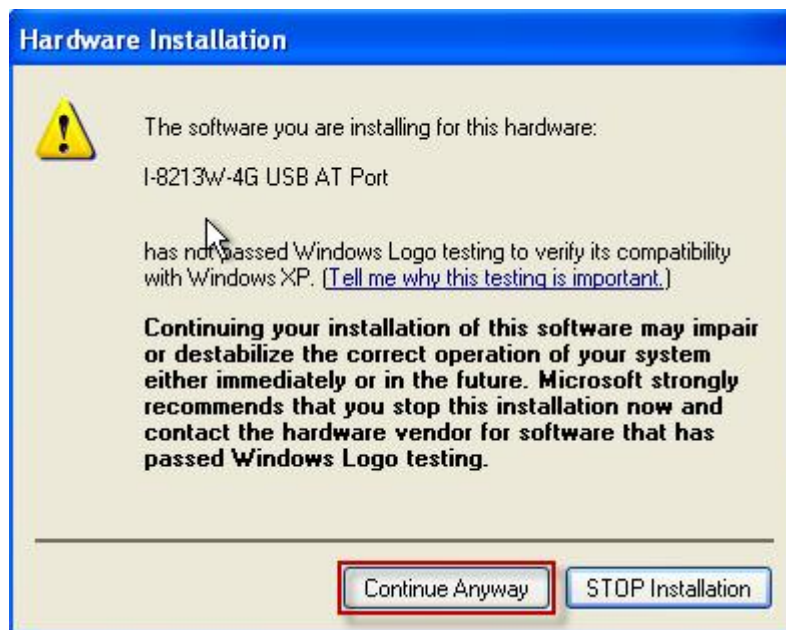 Hardware Installation
The software you are installing for this hardware:
I-8213W-4G USB AT Port
has not passed Windows Logo testing to verify its compatibility
with Windows XP. (Tell me why this testing is important.)
Continuing your installation of this software may impair
or destabilize the correct operation of your system
either immediately or in the future. Microsoft strongly
recommends that you stop this installation now and
contact the hardware vendor for software that has
passed Windows Logo testing.
Continue Anyway
STOP Installation